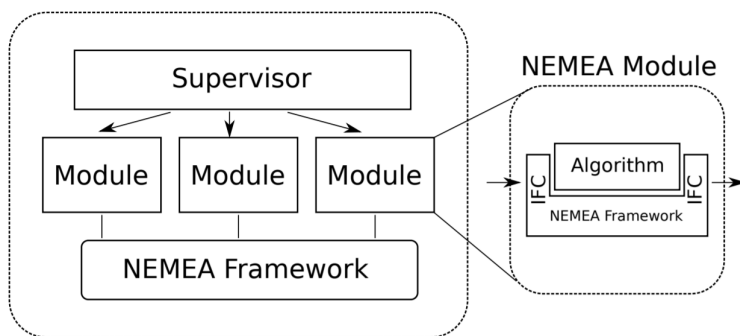 Supervisor
NEMEA Module
Module
Module
Module
Algorithm
IFC
IFC
NEMEA Framework
NEMEA Framework